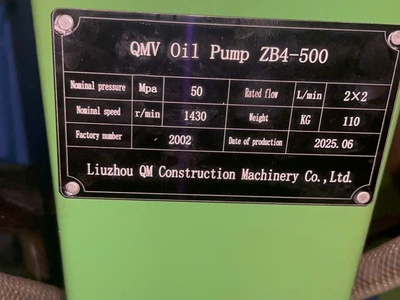 QMV Oil Pump ZB4-500
Nominal pressure Mpa 50 Rated flow L/min 2×2
Nominal speed r/min 1430 Weight KG 110
Factory number 2002 Date of production 2025.06
Liuzhou QM Construction Machinery Co.,Ltd.